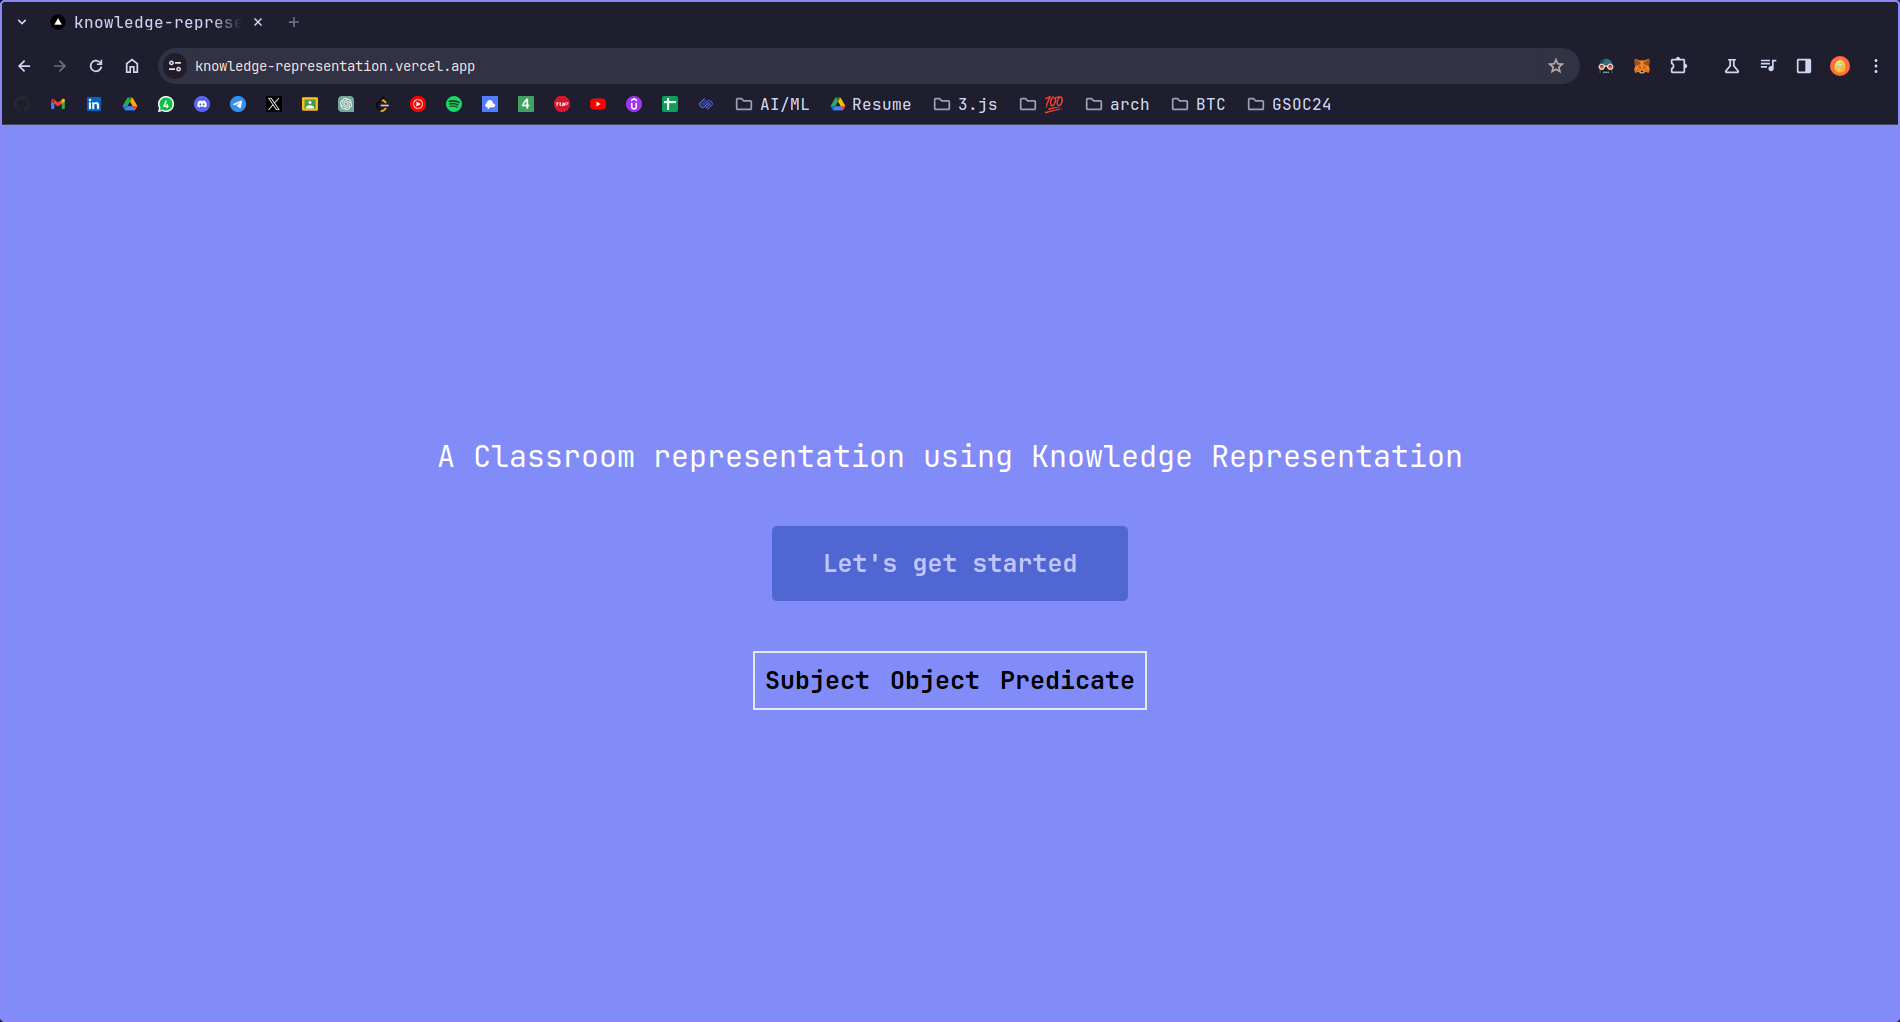 knowledge-represe
knowledge-representation.vercel.app
AI/ML Resume 3.js 💯 arch BTC GSOC24
A Classroom representation using Knowledge Representation
Let's get started
Subject Object Predicate